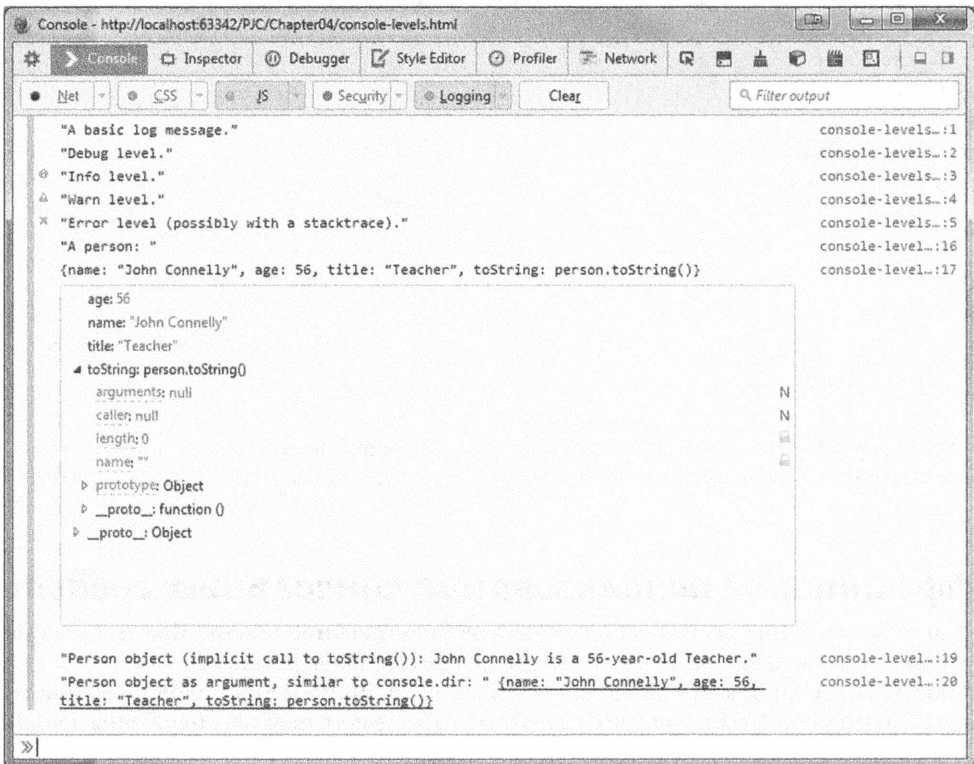 Console - http://localhost:63342/PJC/Chapter04/console-levels.html
Console Inspector Debugger Style Editor Profiler Network
Net CSS JS Security Logging Clear Filter output
"A basic log message." console-levels…:1
"Debug level." console-levels…:2
"Info level." console-levels…:3
"Warn level." console-levels…:4
"Error level (possibly with a stacktrace)." console-levels…:5
"A person: " console-level…:16
{name: "John Connelly", age: 56, title: "Teacher", toString: person.toString()} console-level…:17
age: 56
name: "John Connelly"
title: "Teacher"
toString: person.toString()
arguments: null N
caller: null N
length: 0
name: ""
prototype: Object
__proto__: function ()
__proto__: Object
"Person object (implicit call to toString()): John Connelly is a 56-year-old Teacher." console-level…:19
"Person object as argument, similar to console.dir: " {name: "John Connelly", age: 56, console-level…:20
title: "Teacher", toString: person.toString()}
»